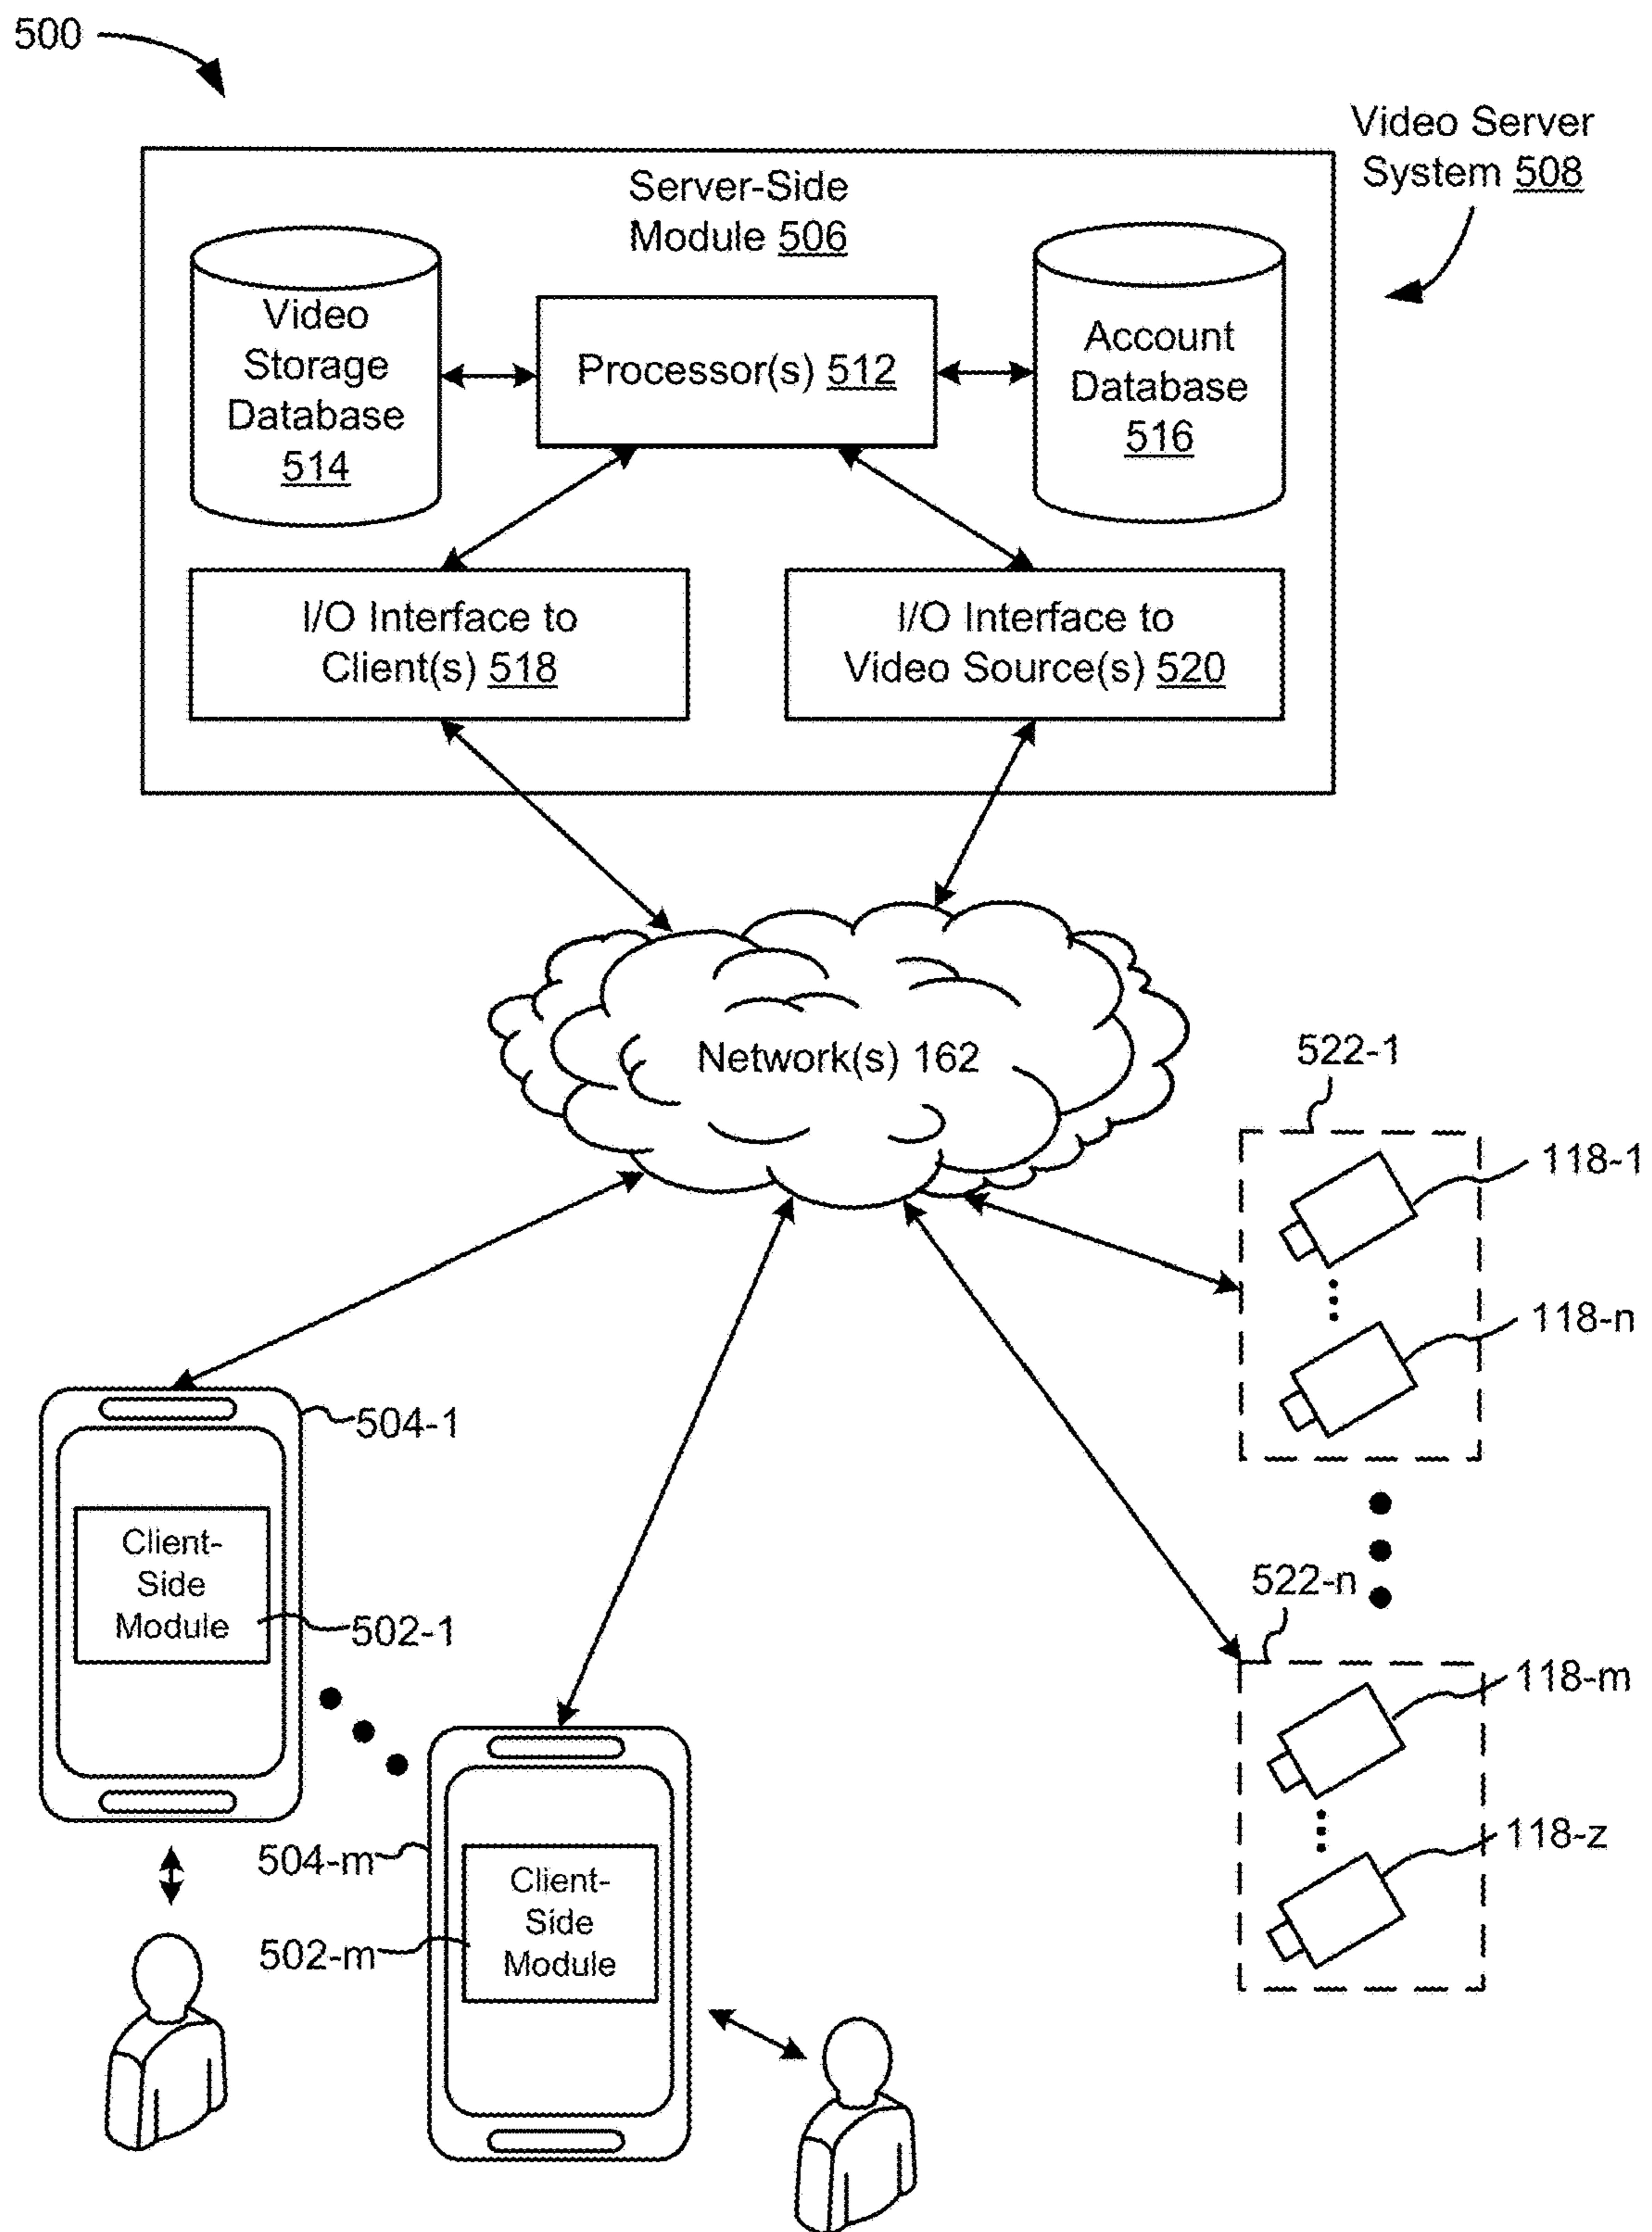 500
Video Server
System 508
Server-Side
Module 506
Video
Storage
Database
514
Processor(s) 512
Account
Database
516
I/O Interface to
Client(s) 518
I/O Interface to
Video Source(s) 520
Network(s) 162
522-1
118-1
118-n
504-1
Client-
Side
Module
502-1
522-n
118-m
118-z
504-m
Client-
Side
Module
502-m